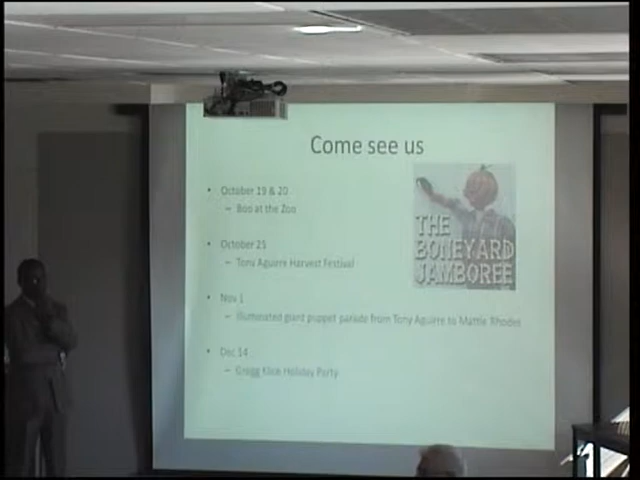 Come see us
• October 19 & 20
– Boo at the Zoo
• October 25
– Tony Aguirre Harvest Festival
• Nov 1
– Illuminated giant puppet parade from Tony Aguirre to Mattie Rhodes
• Dec 14
– Gregg Klice Holiday Party
THE
BONEYARD
JAMBOREE